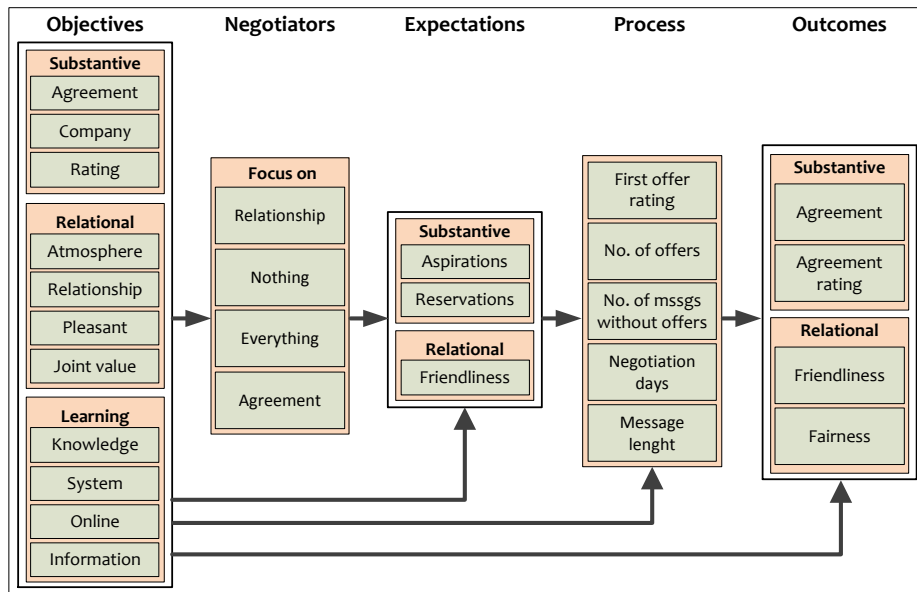 Objectives
Negotiators
Expectations
Process
Outcomes
Substantive
Agreement
Company
Rating
Relational
Atmosphere
Relationship
Pleasant
Joint value
Learning
Knowledge
System
Online
Information
Focus on
Relationship
Nothing
Everything
Agreement
Substantive
Aspirations
Reservations
Relational
Friendliness
First offer
rating
No. of offers
No. of mssgs
without offers
Negotiation
days
Message
lenght
Substantive
Agreement
Agreement
rating
Relational
Friendliness
Fairness